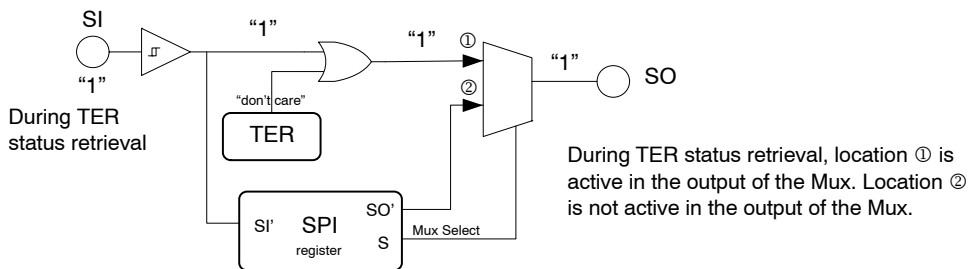 SI
“1”
“1”
①
“1”
SO
“1”
During TER
status retrieval
“don’t care”
TER
②
SI’
SPI
register
SO’
S
Mux Select
During TER status retrieval, location ① is
active in the output of the Mux. Location ②
is not active in the output of the Mux.